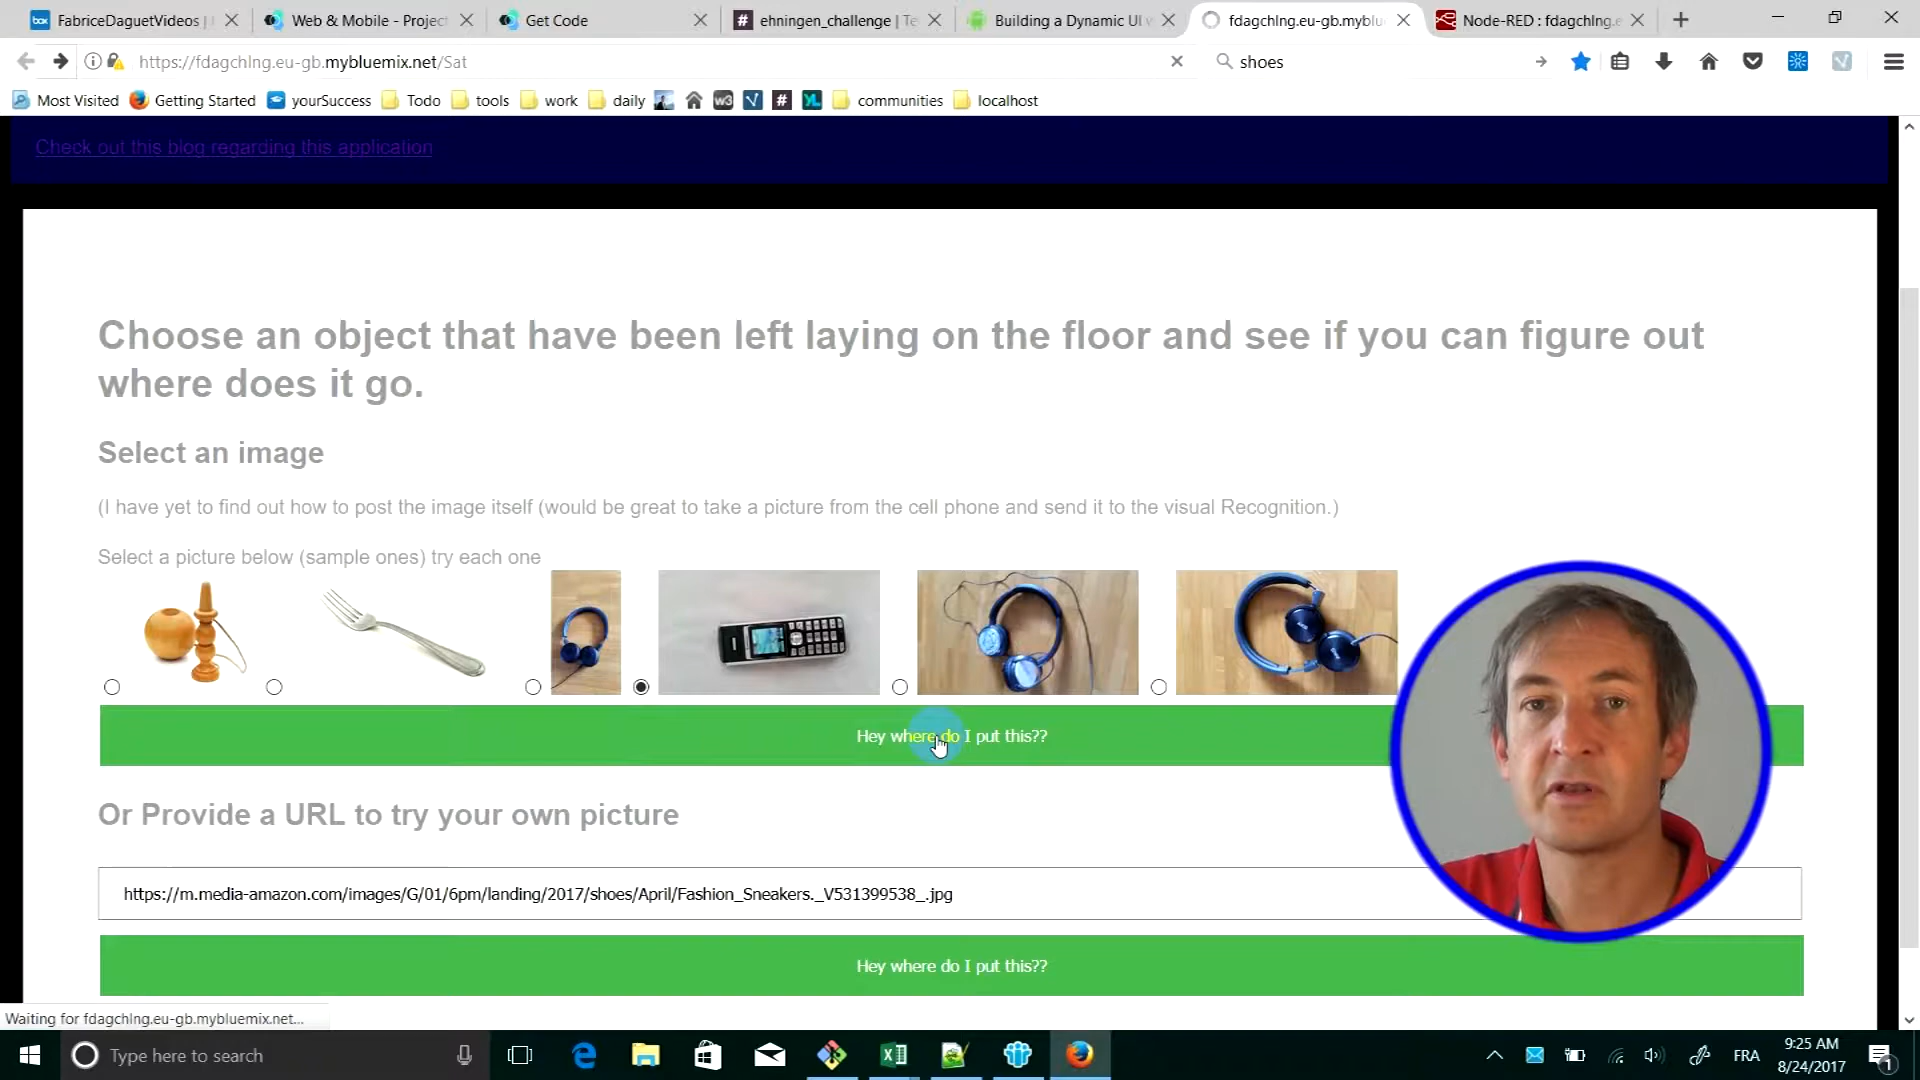 FabriceDaguetVideos |
Web & Mobile - Project
Get Code
ehningen_challenge | Te
Building a Dynamic UI
fdagchlng.eu-gb.myblu
Node-RED : fdagchlng.e
https://fdagchlng.eu-gb.mybluemix.net/Sat
shoes
Most Visited
Getting Started
yourSuccess
Todo
tools
work
daily
w3
communities
localhost
Check out this blog regarding this application
Choose an object that have been left laying on the floor and see if you can figure out
where does it go.
Select an image
(I have yet to find out how to post the image itself (would be great to take a picture from the cell phone and send it to the visual Recognition.)
Select a picture below (sample ones) try each one
Hey where do I put this??
Or Provide a URL to try your own picture
https://m.media-amazon.com/images/G/01/6pm/landing/2017/shoes/April/Fashion_Sneakers._V531399538_.jpg
Hey where do I put this??
Waiting for fdagchlng.eu-gb.mybluemix.net...
Type here to search
FRA
9:25 AM
8/24/2017
1